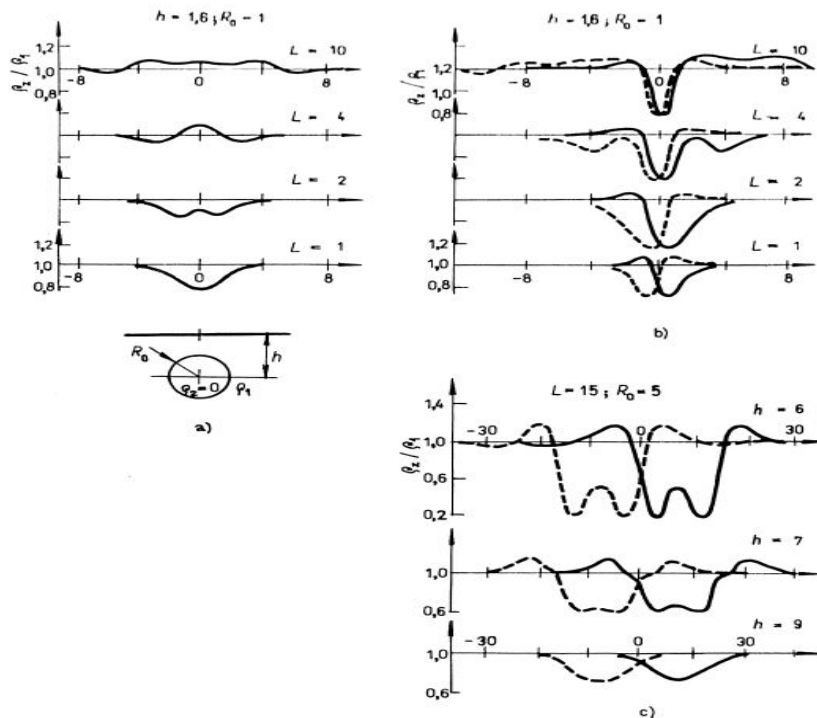 h = 1,6 ; R₀ = 1
ρz / ρ1
1,2
1,0
0,8
-8
0
8
L = 10
L = 4
L = 2
L = 1
1,2
1,0
0,8
-8
0
8
R₀
h
ρ₂=0
ρ₁
a)
h = 1,6 ; R₀ = 1
ρz / ρ1
1,2
1,2
1,0
0,8
-8
0
8
L = 10
L = 4
L = 2
L = 1
1,2
1,0
0,8
-8
0
8
b)
L = 15 ; R₀ = 5
ρz / ρ1
1,4
1,0
0,6
0,2
-30
0
30
h = 6
h = 7
1,0
0,6
h = 9
-30
0
30
1,0
0,6
c)